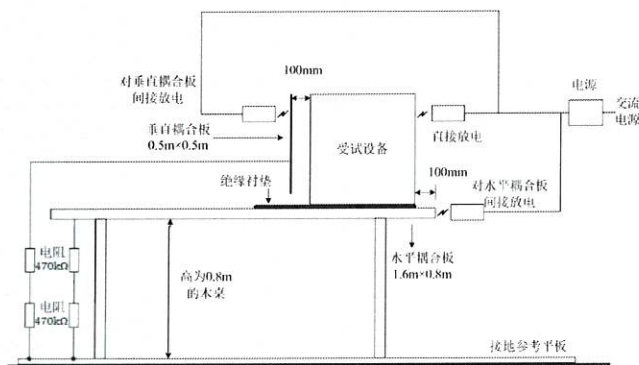 100mm
电源
对垂直耦合板
间接放电
交流
电源
垂直耦合板
0.5m×0.5m
直接放电
受试设备
100mm
绝缘衬垫
对水平耦合板
间接放电
水平耦合板
1.6m×0.8m
电阻
470kΩ
高为0.8m
的木桌
电阻
470kΩ
接地参考平板